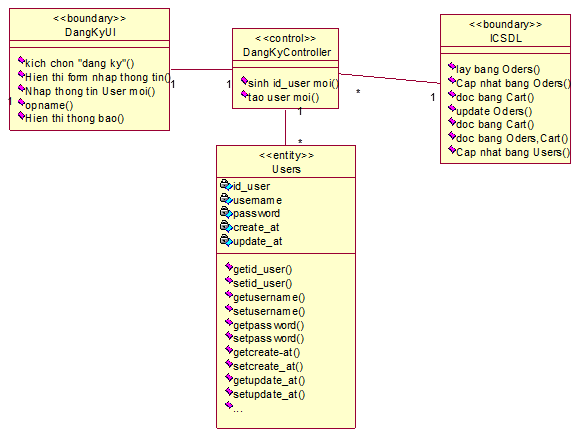 <<boundary>>
DangKyUI
kich chon "dang ky"()
Hien thi form nhap thong tin()
Nhap thong tin User moi()
opname()
Hien thi thong bao()
1
1
<<control>>
DangKyController
sinh id_user moi()
tao user moi()
1
1
*
1
*
<<boundary>>
ICSDL
lay bang Oders()
Cap nhat bang Oders()
doc bang Cart()
update Oders()
doc bang Cart()
doc bang Oders,Cart()
Cap nhat bang Users()
<<entity>>
Users
id_user
username
password
create_at
update_at
getid_user()
setid_user()
getusername()
setusername()
getpassword()
setpassword()
getcreate-at()
setcreate_at()
getupdate_at()
setupdate_at()
...